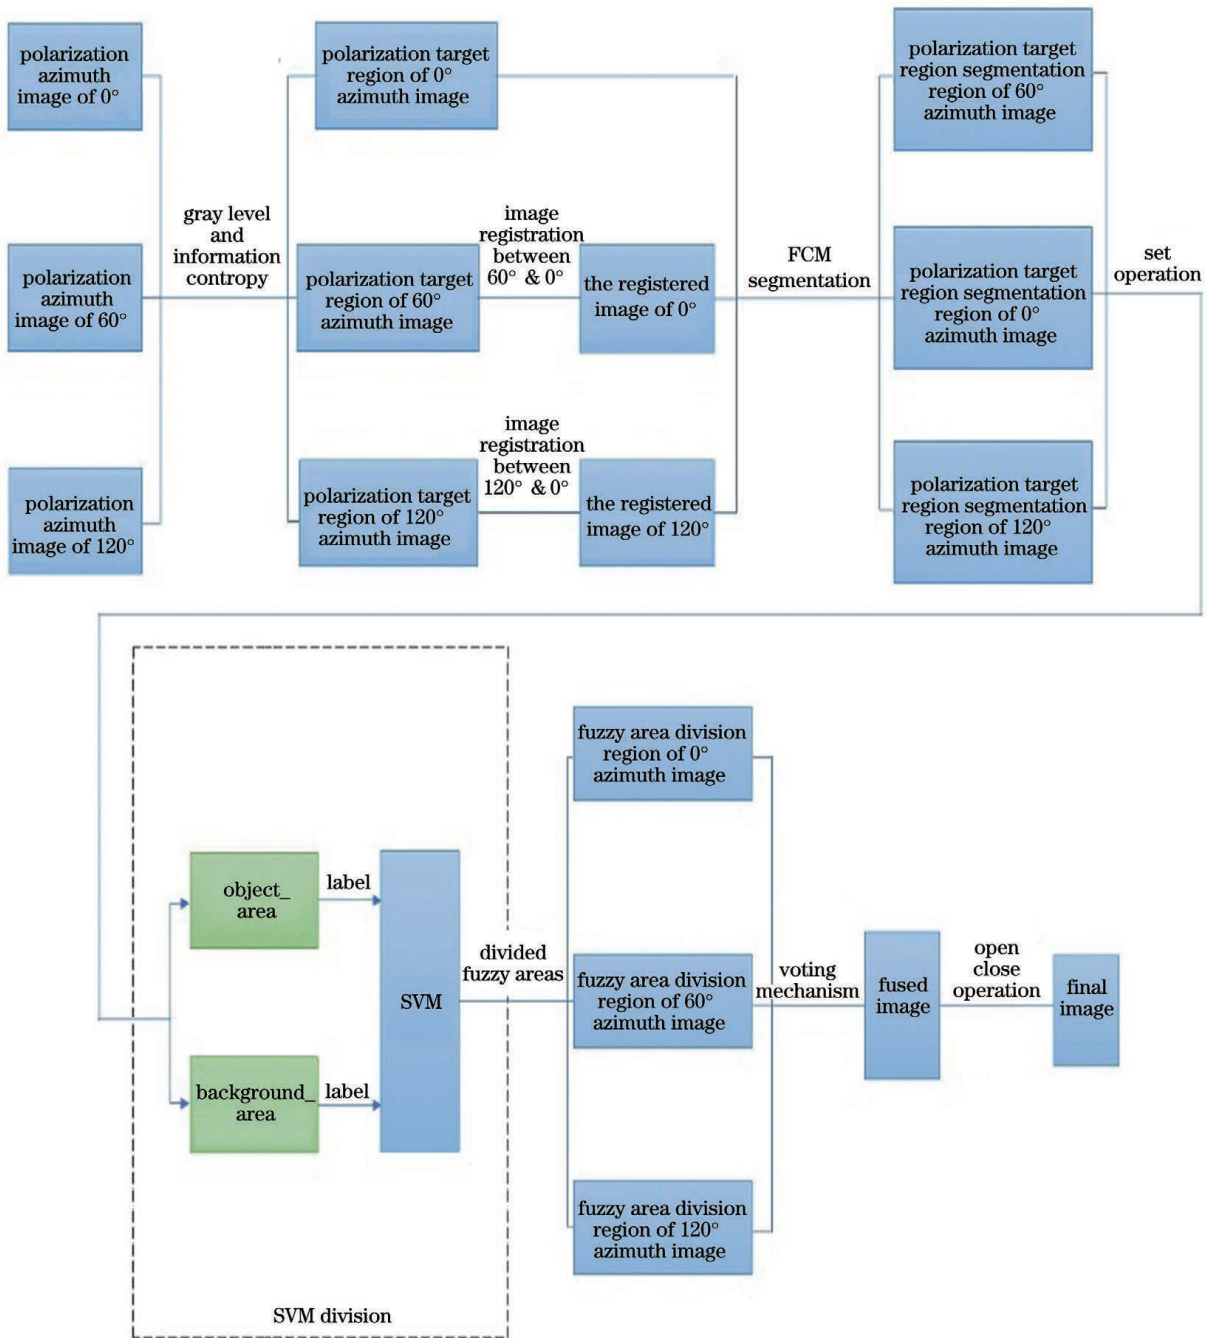 polarization
azimuth
image of 0°
polarization target
region of 0°
azimuth image
polarization target
region segmentation
region of 60°
azimuth image
polarization
azimuth
image of 60°
gray level
and
information
contropy
polarization target
region of 60°
azimuth image
image
registration
between
60° & 0°
the registered
image of 0°
FCM
segmentation
polarization target
region segmentation
region of 0°
azimuth image
set
operation
polarization
azimuth
image of 120°
polarization target
region of 120°
azimuth image
image
registration
between
120° & 0°
the registered
image of 120°
polarization target
region segmentation
region of 120°
azimuth image
object_
area
label
background_
area
label
SVM
SVM division
divided
fuzzy areas
fuzzy area division
region of 0°
azimuth image
fuzzy area division
region of 60°
azimuth image
fuzzy area division
region of 120°
azimuth image
voting
mechanism
fused
image
open
close
operation
final
image